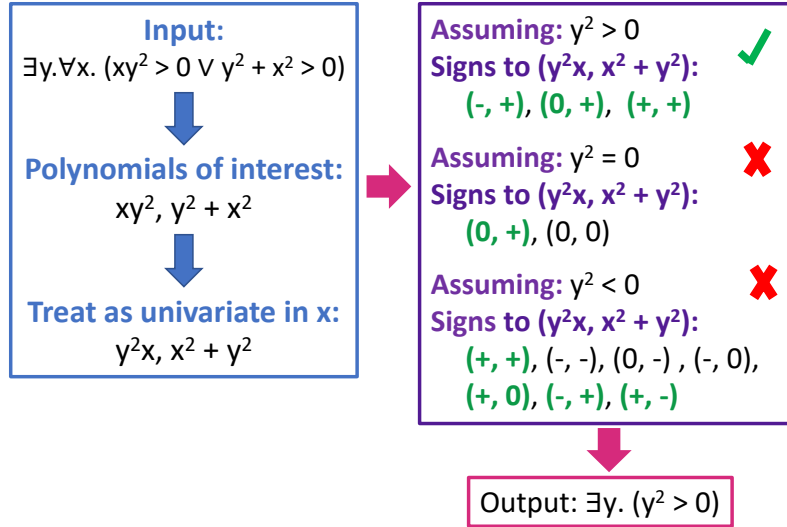 Input:
∃y.∀x. (xy² > 0 ∨ y² + x² > 0)
Polynomials of interest:
xy², y² + x²
Treat as univariate in x:
y²x, x² + y²
Assuming: y² > 0
Signs to (y²x, x² + y²):
(-, +), (0, +), (+, +)
Assuming: y² = 0
Signs to (y²x, x² + y²):
(0, +), (0, 0)
Assuming: y² < 0
Signs to (y²x, x² + y²):
(+, +), (-, -), (0, -) , (-, 0),
(+, 0), (-, +), (+, -)
Output: ∃y. (y² > 0)